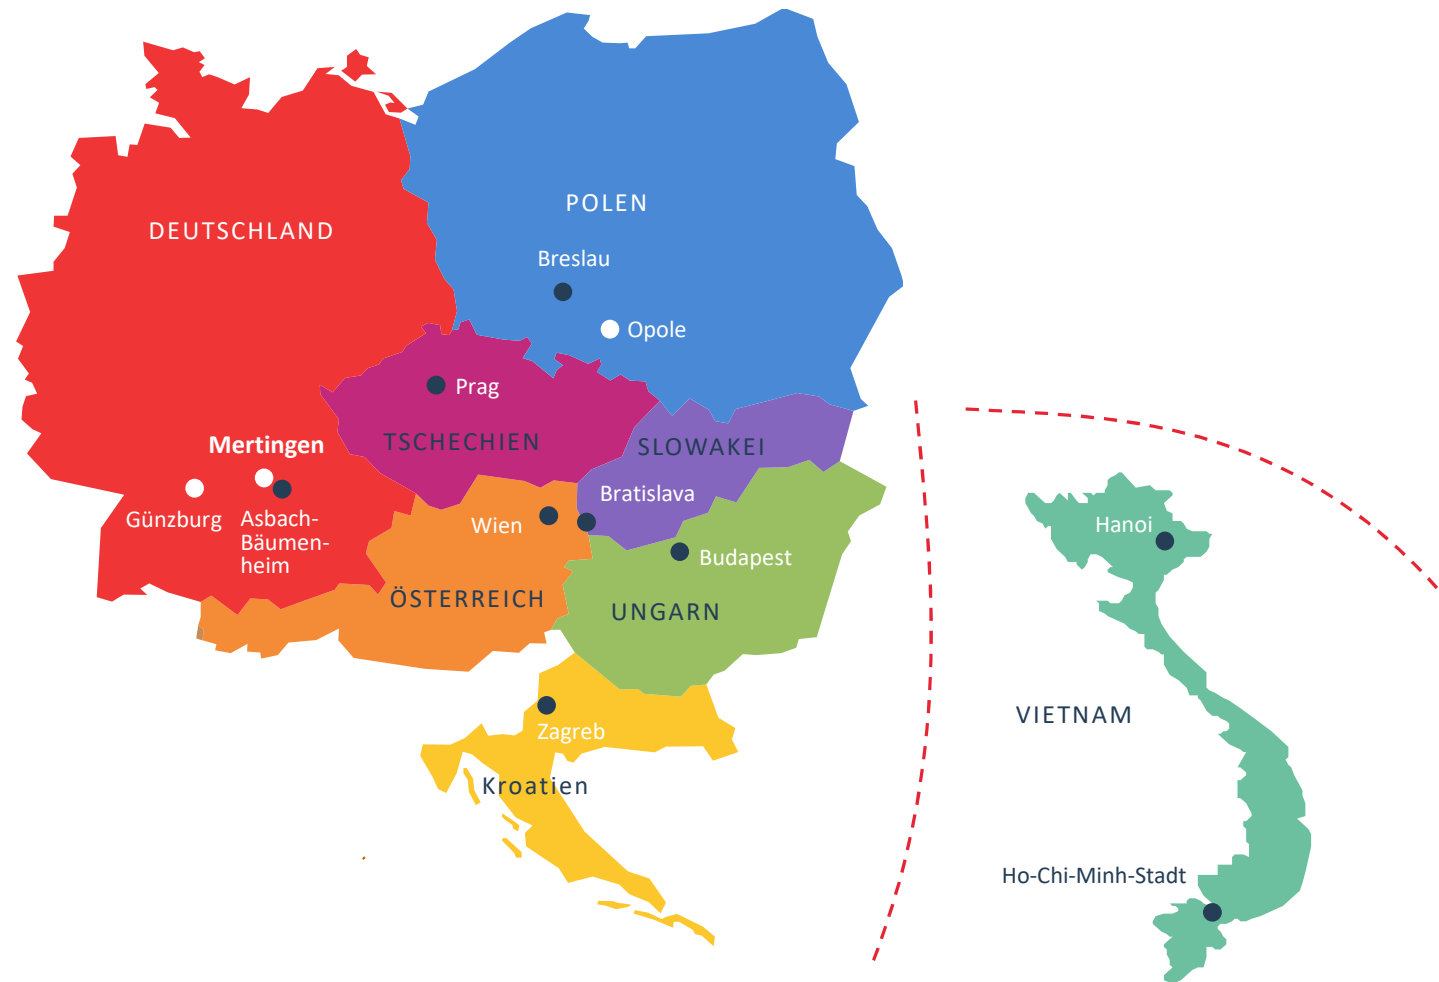 POLEN
DEUTSCHLAND
Breslau
Opole
Prag
TSCHECHIEN
SLOWAKEI
Mertingen
Günzburg
Asbach-
Bäumen-
heim
Wien
Bratislava
Budapest
ÖSTERREICH
UNGARN
Zagreb
Kroatien
Hanoi
VIETNAM
Ho-Chi-Minh-Stadt